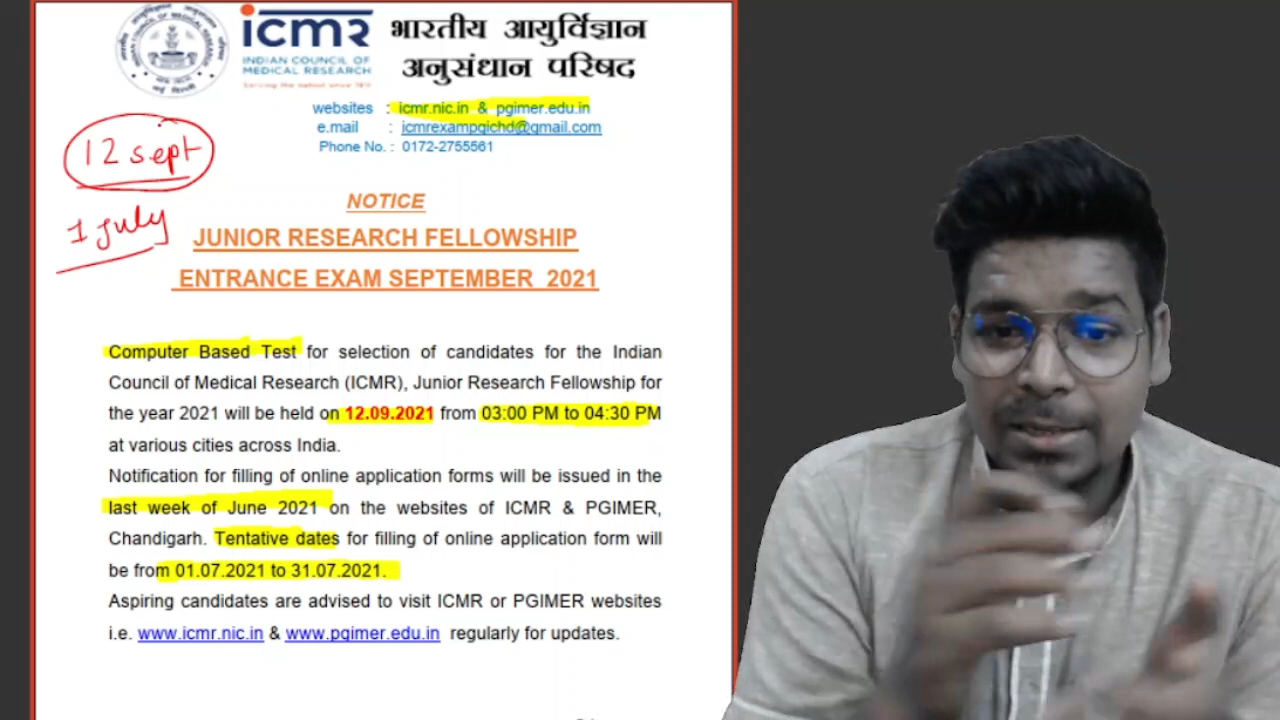 icmr
INDIAN COUNCIL OF
MEDICAL RESEARCH
Serving the nation since 1911
भारतीय आयुर्विज्ञान
अनुसंधान परिषद
websites : icmr.nic.in & pgimer.edu.in
e.mail : icmrexampgichd@gmail.com
Phone No. : 0172-2755561
12 sept
1 July
NOTICE
JUNIOR RESEARCH FELLOWSHIP
ENTRANCE EXAM SEPTEMBER 2021
Computer Based Test for selection of candidates for the Indian
Council of Medical Research (ICMR), Junior Research Fellowship for
the year 2021 will be held on 12.09.2021 from 03:00 PM to 04:30 PM
at various cities across India.
Notification for filling of online application forms will be issued in the
last week of June 2021 on the websites of ICMR & PGIMER,
Chandigarh. Tentative dates for filling of online application form will
be from 01.07.2021 to 31.07.2021.
Aspiring candidates are advised to visit ICMR or PGIMER websites
i.e. www.icmr.nic.in & www.pgimer.edu.in regularly for updates.